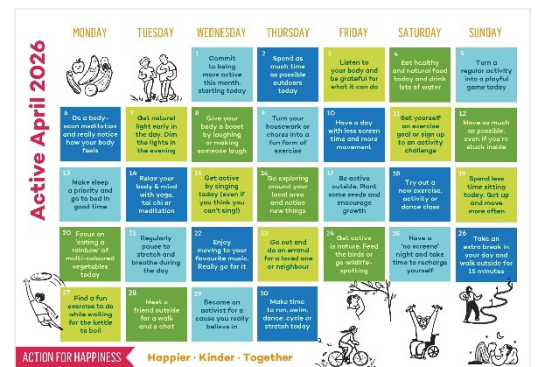 Active April 2026
MONDAY TUESDAY WEDNESDAY THURSDAY FRIDAY SATURDAY SUNDAY
1 Commit
to being
more active
this month,
starting today
2 Spend as
much time
as possible
outdoors
today
3 Listen to
your body and
be grateful for
what it can do
4 Eat healthy
and natural food
today and drink
lots of water
5 Turn a
regular activity
into a playful
game today
6 Do a body-
scan meditation
and really notice
how your body
feels
7 Get natural
light early in
the day. Dim
the lights in
the evening
8 Give your
body a boost
by laughing
or making
someone laugh
9 Turn your
housework or
chores into a
fun form of
exercise
10 Have a day
with less screen
time and more
movement
11 Set yourself
an exercise
goal or sign up
to an activity
challenge
12 Move as much
as possible,
even if you're
stuck inside
13 Make sleep
a priority and
go to bed in
good time
14 Relax your
body & mind
with yoga,
tai chi or
meditation
15 Get active
by singing
today (even if
you think you
can't sing!)
16 Go exploring
around your
local area
and notice
new things
17 Be active
outside. Plant
some seeds and
encourage
growth
18 Try out a
new exercise,
activity or
dance class
19 Spend less
time sitting
today. Get up
and move
more often
20 Focus on
'eating a
rainbow' of
multi-coloured
vegetables
today
21 Regularly
pause to
stretch and
breathe during
the day
22 Enjoy
moving to your
favourite music.
Really go for it
23 Go out and
do an errand
for a loved one
or neighbour
24 Get active
in nature. Feed
the birds or
go wildlife-
spotting
25 Have a
'no screens'
night and take
time to recharge
yourself
26 Take an
extra break in
your day and
walk outside for
15 minutes
27 Find a fun
exercise to do
while waiting
for the kettle
to boil
28 Meet a
friend outside
for a walk
and a chat
29 Become an
activist for a
cause you really
believe in
30 Make time
to run, swim,
dance, cycle or
stretch today
ACTION FOR HAPPINESS
Happier · Kinder · Together